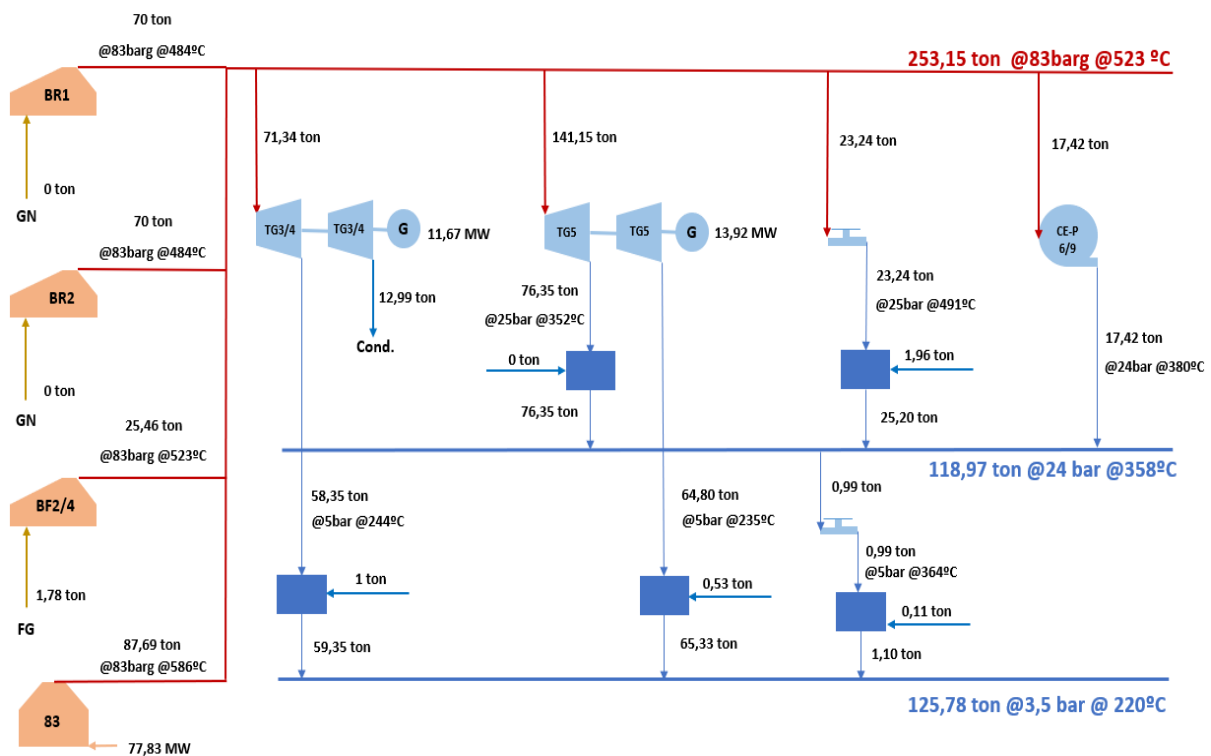 70 ton
@83barg @484ºC
253,15 ton @83barg @523 ºC
BR1
71,34 ton
141,15 ton
23,24 ton
17,42 ton
0 ton
GN
70 ton
@83barg @484ºC
TG3/4
TG3/4
G
11,67 MW
TG5
TG5
G
13,92 MW
CE-P
6/9
BR2
12,99 ton
Cond.
76,35 ton
@25bar @352ºC
23,24 ton
@25bar @491ºC
17,42 ton
@24bar @380ºC
0 ton
1,96 ton
0 ton
GN
76,35 ton
25,20 ton
25,46 ton
@83barg @523ºC
118,97 ton @24 bar @358ºC
BF2/4
58,35 ton
@5bar @244ºC
64,80 ton
@5bar @235ºC
0,99 ton
0,99 ton
@5bar @364ºC
1,78 ton
FG
1 ton
0,53 ton
0,11 ton
87,69 ton
@83barg @586ºC
59,35 ton
65,33 ton
1,10 ton
125,78 ton @3,5 bar @ 220ºC
83
77,83 MW